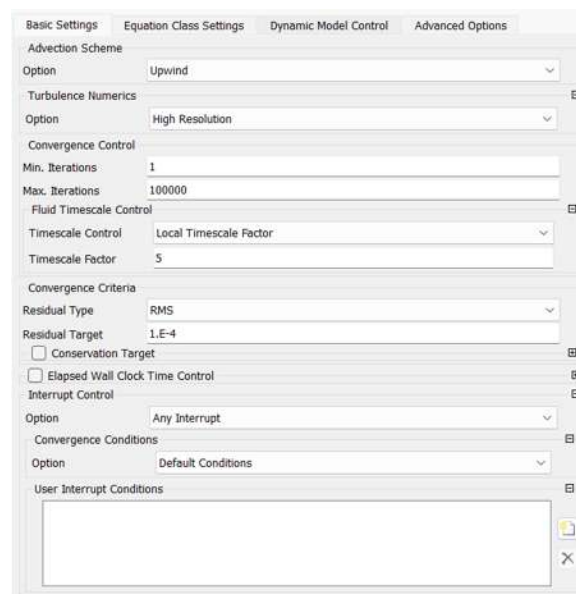 Basic Settings Equation Class Settings Dynamic Model Control Advanced Options
Advection Scheme
Option Upwind
Turbulence Numerics
Option High Resolution
Convergence Control
Min. Iterations 1
Max. Iterations 100000
Fluid Timescale Control
Timescale Control Local Timescale Factor
Timescale Factor 5
Convergence Criteria
Residual Type RMS
Residual Target 1.E-4
Conservation Target
Elapsed Wall Clock Time Control
Interrupt Control
Option Any Interrupt
Convergence Conditions
Option Default Conditions
User Interrupt Conditions